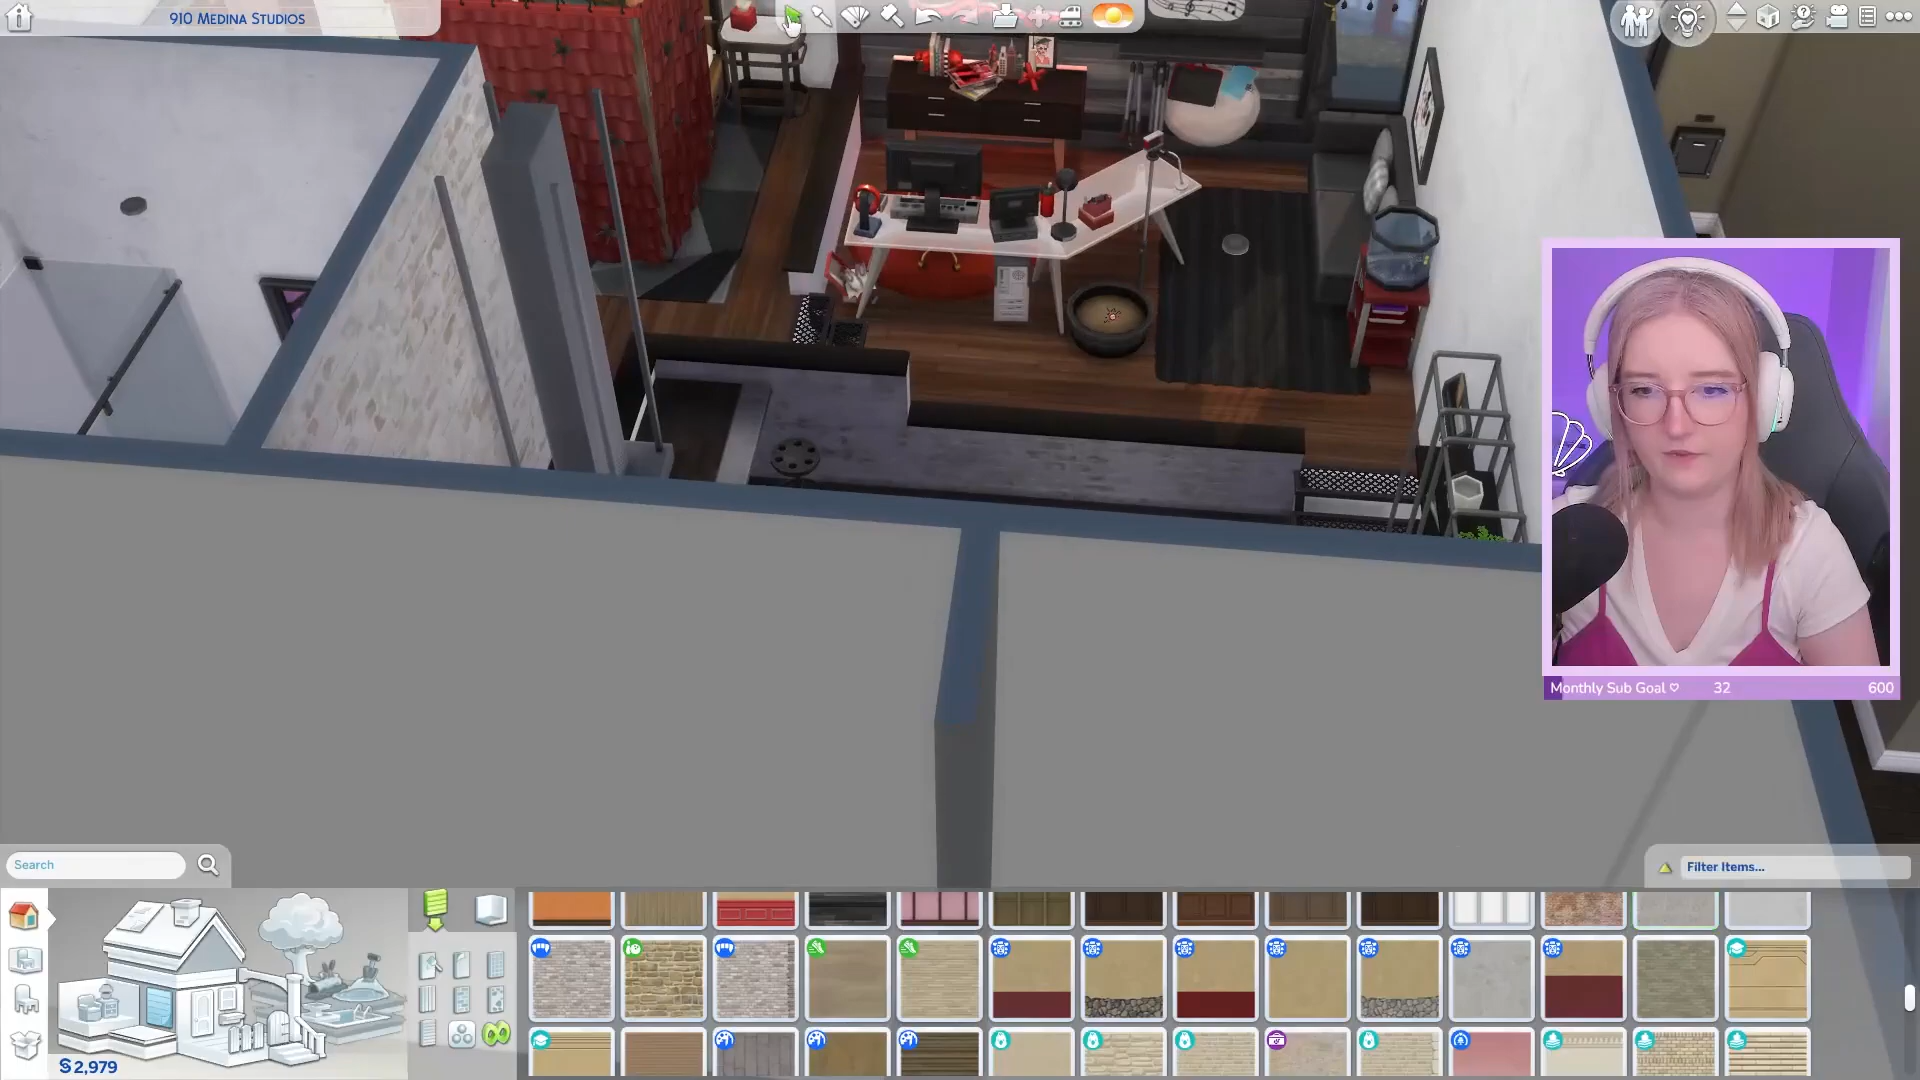 910 MEDINA STUDIOS
Monthly Sub Goal ♡ 32 600
Search
Filter Items...
§2,979